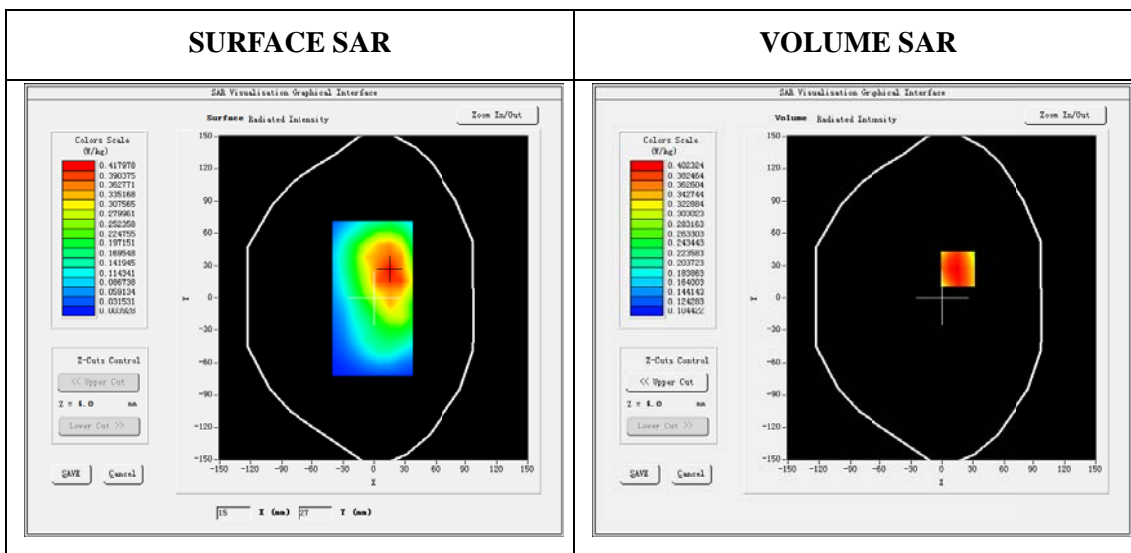 SURFACE SAR
VOLUME SAR
SAR Visualisation Graphical Interface
Surface Radiated Intensity
Zoom In/Out
Colors Scale
(W/kg)
0.417978
0.390375
0.362771
0.335168
0.307565
0.279961
0.252358
0.224755
0.197151
0.169548
0.141945
0.114341
0.086738
0.059134
0.031531
0.003928
150
120
90
60
30
0
-30
-60
-90
-120
-150
Y
-150 -120 -90 -60 -30 0 30 60 90 120 150
X
Z-Cuts Control
<< Upper Cut
Z = 4.0 mm
Lower Cut >>
SAVE Cancel
15 X (mm) 27 Y (mm)
SAR Visualisation Graphical Interface
Volume Radiated Intensity
Zoom In/Out
Colors Scale
(W/kg)
0.402324
0.382464
0.362604
0.342744
0.322884
0.303023
0.283163
0.263303
0.243443
0.223583
0.203723
0.183863
0.164003
0.144143
0.124283
0.104422
150
120
90
60
30
0
-30
-60
-90
-120
-150
Y
-150 -120 -90 -60 -30 0 30 60 90 120 150
X
Z-Cuts Control
<< Upper Cut
Z = 4.0 mm
Lower Cut >>
SAVE Cancel